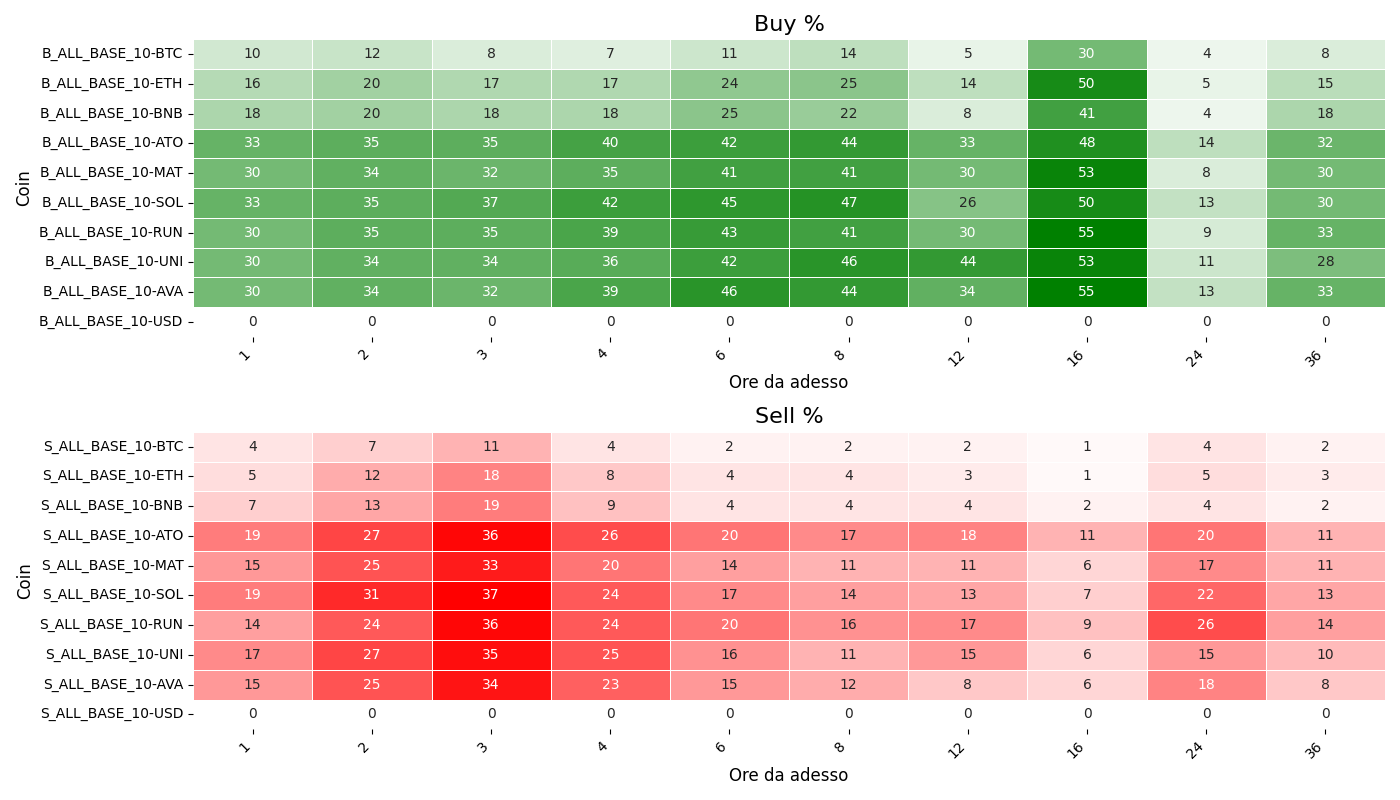 Buy %
Coin
B_ALL_BASE_10-BTC 10 12 8 7 11 14 5 30 4 8
B_ALL_BASE_10-ETH 16 20 17 17 24 25 14 50 5 15
B_ALL_BASE_10-BNB 18 20 18 18 25 22 8 41 4 18
B_ALL_BASE_10-ATO 33 35 35 40 42 44 33 48 14 32
B_ALL_BASE_10-MAT 30 34 32 35 41 41 30 53 8 30
B_ALL_BASE_10-SOL 33 35 37 42 45 47 26 50 13 30
B_ALL_BASE_10-RUN 30 35 35 39 43 41 30 55 9 33
B_ALL_BASE_10-UNI 30 34 34 36 42 46 44 53 11 28
B_ALL_BASE_10-AVA 30 34 32 39 46 44 34 55 13 33
B_ALL_BASE_10-USD 0 0 0 0 0 0 0 0 0 0
1 2 3 4 6 8 12 16 24 36
Ore da adesso
Sell %
Coin
S_ALL_BASE_10-BTC 4 7 11 4 2 2 2 1 4 2
S_ALL_BASE_10-ETH 5 12 18 8 4 4 3 1 5 3
S_ALL_BASE_10-BNB 7 13 19 9 4 4 4 2 4 2
S_ALL_BASE_10-ATO 19 27 36 26 20 17 18 11 20 11
S_ALL_BASE_10-MAT 15 25 33 20 14 11 11 6 17 11
S_ALL_BASE_10-SOL 19 31 37 24 17 14 13 7 22 13
S_ALL_BASE_10-RUN 14 24 36 24 20 16 17 9 26 14
S_ALL_BASE_10-UNI 17 27 35 25 16 11 15 6 15 10
S_ALL_BASE_10-AVA 15 25 34 23 15 12 8 6 18 8
S_ALL_BASE_10-USD 0 0 0 0 0 0 0 0 0 0
1 2 3 4 6 8 12 16 24 36
Ore da adesso